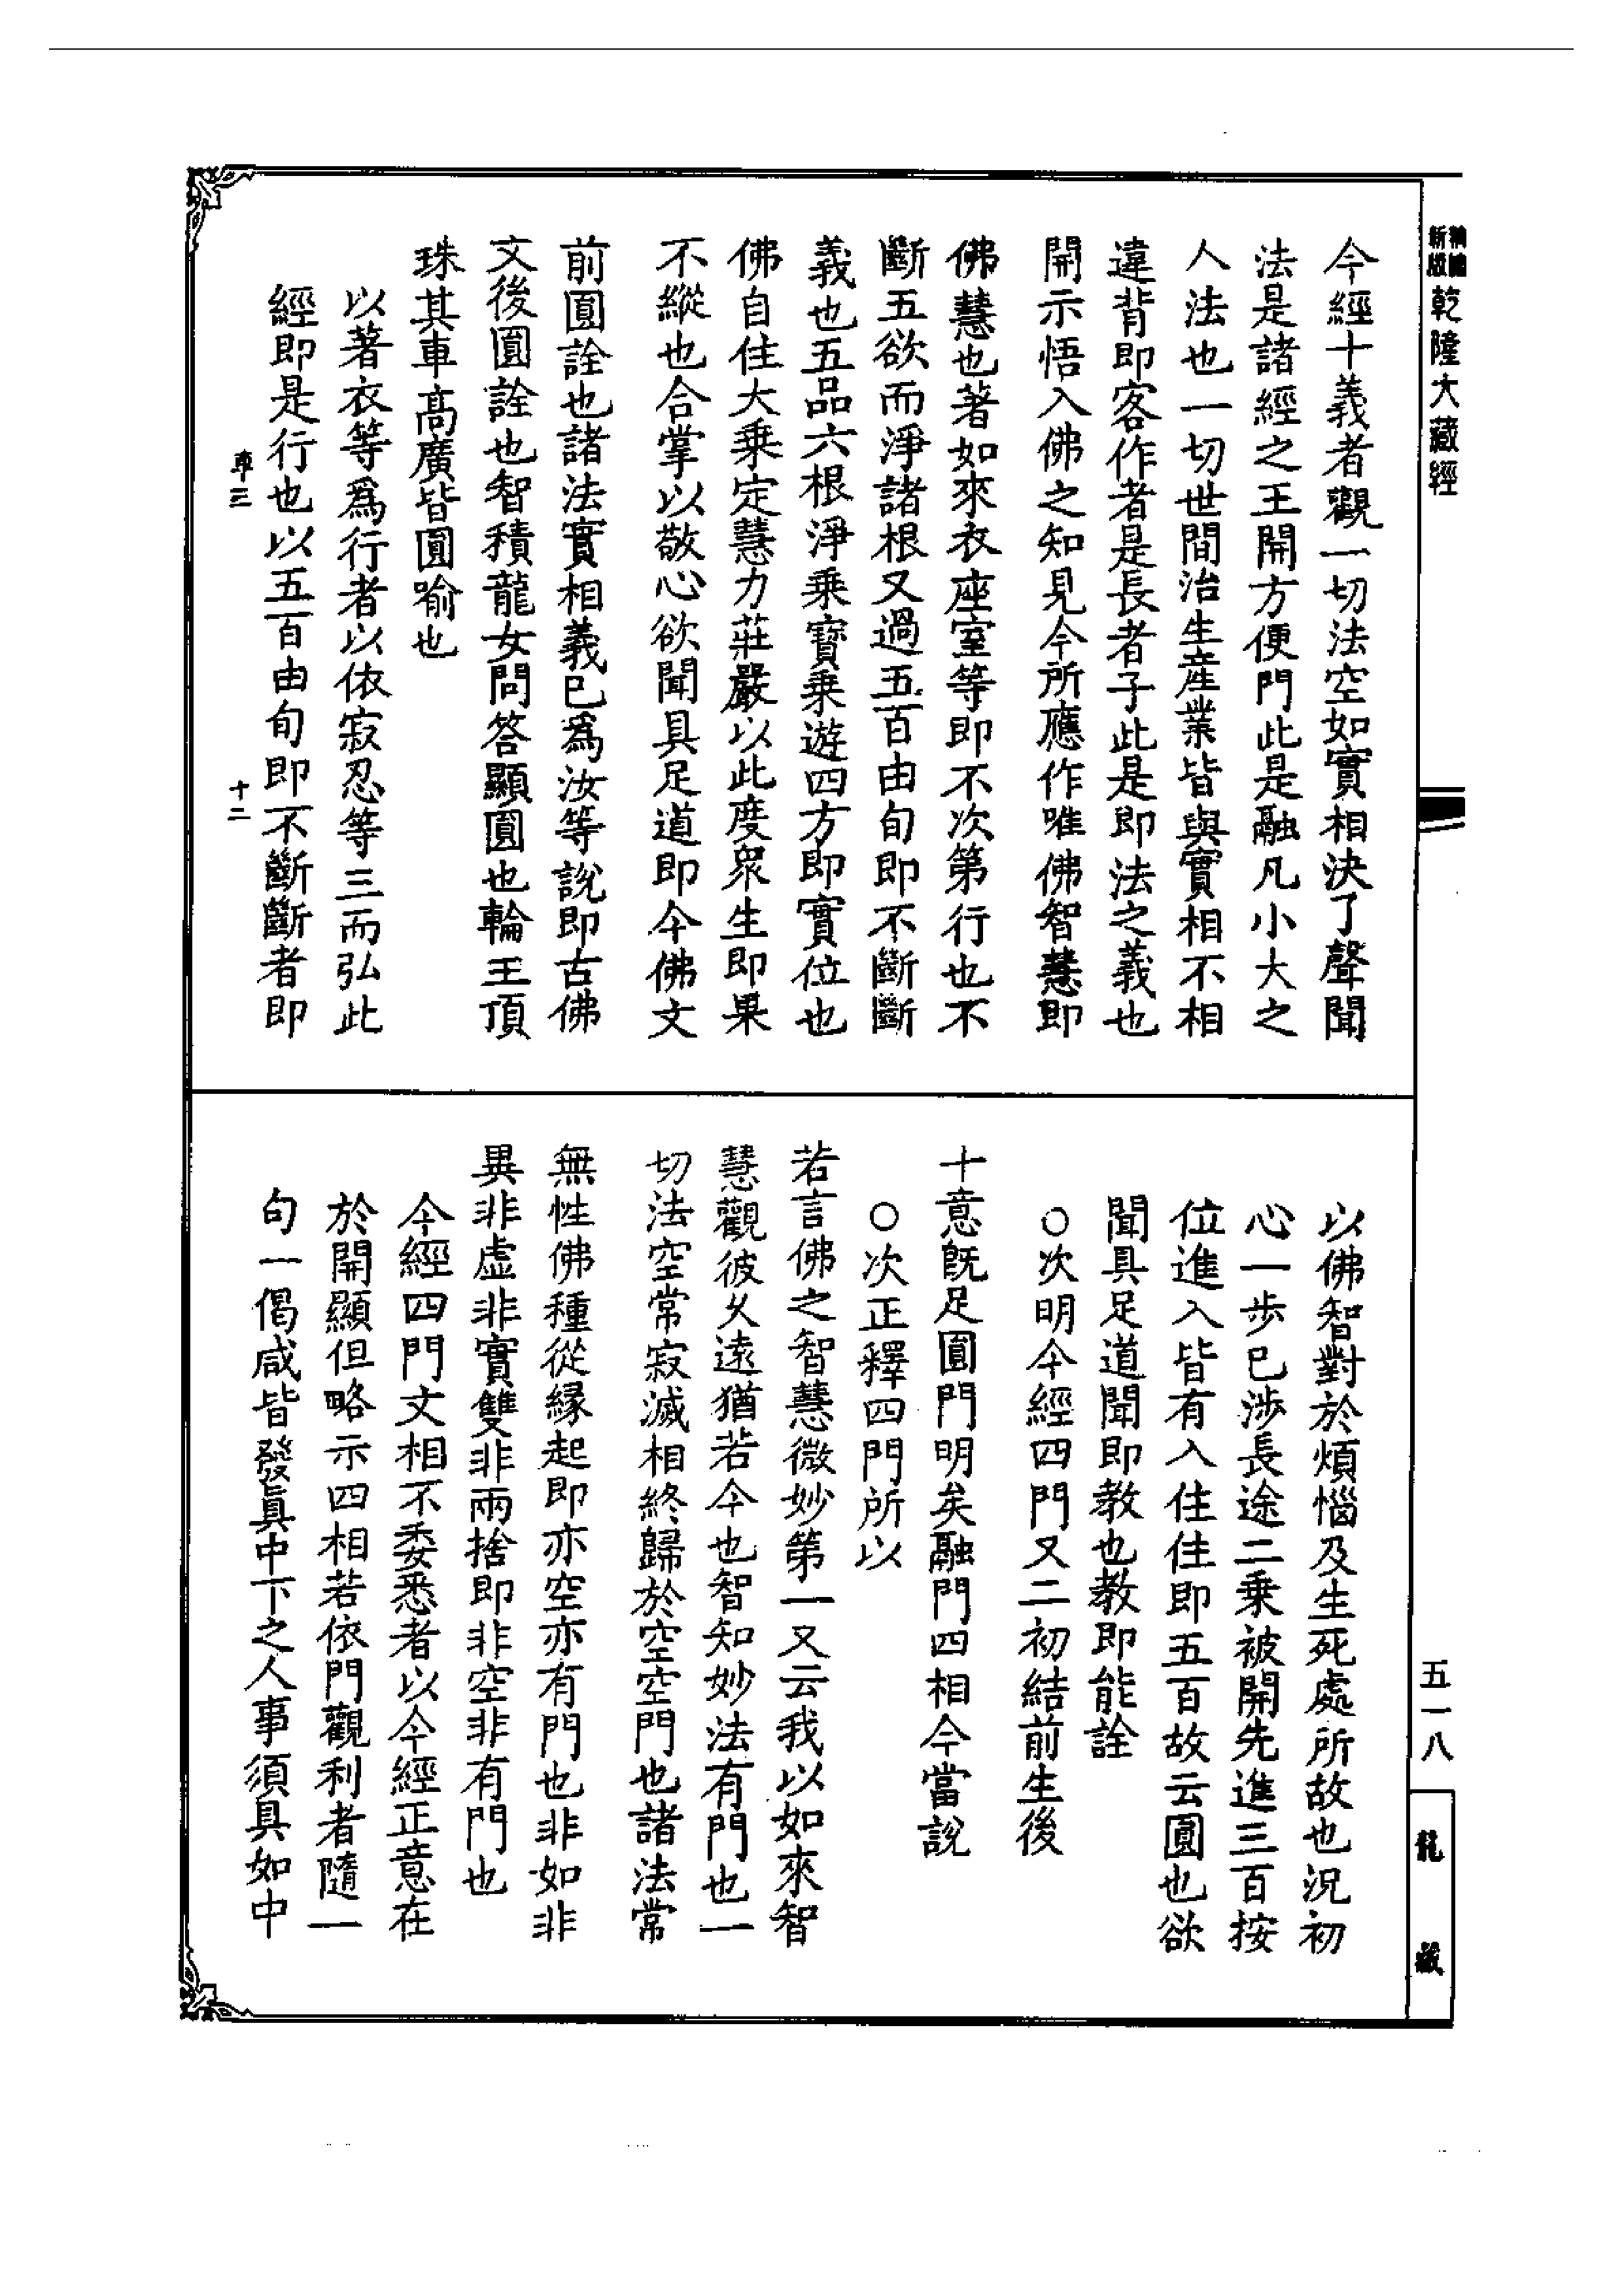 新版精縮乾隆大藏經
今經十義者觀一切法空如實相決了聲聞
法是諸經之王開方便門此是融凡小大之
人法也一切世間治生産業皆與實相不相
違背即客作者是長者子此是即法之義也
開示悟入佛之知見今所應作唯佛智慧即
佛慧也著如來衣座室等即不次第行也不
斷五欲而淨諸根又過五百由旬即不斷斷
義也五品六根淨乘寶乘遊四方即實位也
佛自住大乘定慧力莊嚴以此度衆生即果
不縱也合掌以敬心欲聞具足道即今佛文
前圓詮也諸法實相義已爲汝等說即古佛
文後圓詮也智積龍女問答顯圓也輪王頂
珠其車高廣皆圓喻也
以著衣等爲行者以依寂忍等三而弘此
經即是行也以五百由旬即不斷斷者即
車三
十二
以佛智對於煩惱及生死處所故也況初
心一步已涉長途二乘被開先進三百按
位進入皆有入住住即五百故云圓也欲
聞具足道聞即教也教即能詮
○次明今經四門又二初結前生後
十意既足圓門明矣融門四相今當說
○次正釋四門所以
若言佛之智慧微妙第一又云我以如來智
慧觀彼久遠猶若今也智知妙法有門也一
切法空常寂滅相終歸於空空門也諸法常
無性佛種從縁起即亦空亦有門也非如非
異非虛非實雙非兩捨即非空非有門也
今經四門文相不委悉者以今經正意在
於開顯但略示四相若依門觀利者隨一
句一偈咸皆發眞中下之人事須具如中
五一八
龍藏